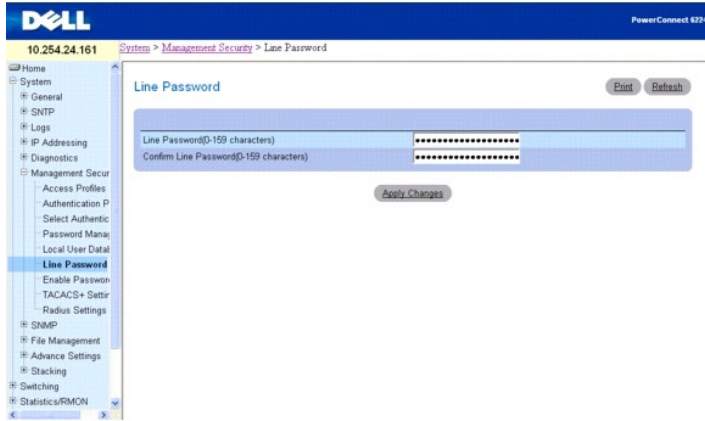 DELL
PowerConnect 6224
10.254.24.161
System > Management Security > Line Password
Home
System
General
SNTP
Logs
IP Addressing
Diagnostics
Management Secur
Access Profiles
Authentication P
Select Authentic
Password Manag
Local User Datab
Line Password
Enable Passwor
TACACS+ Settin
Radius Settings
SNMP
File Management
Advance Settings
Stacking
Switching
Statistics/RMON
Line Password
Print Refresh
Line Password(0-159 characters)
Confirm Line Password(0-159 characters)
Apply Changes